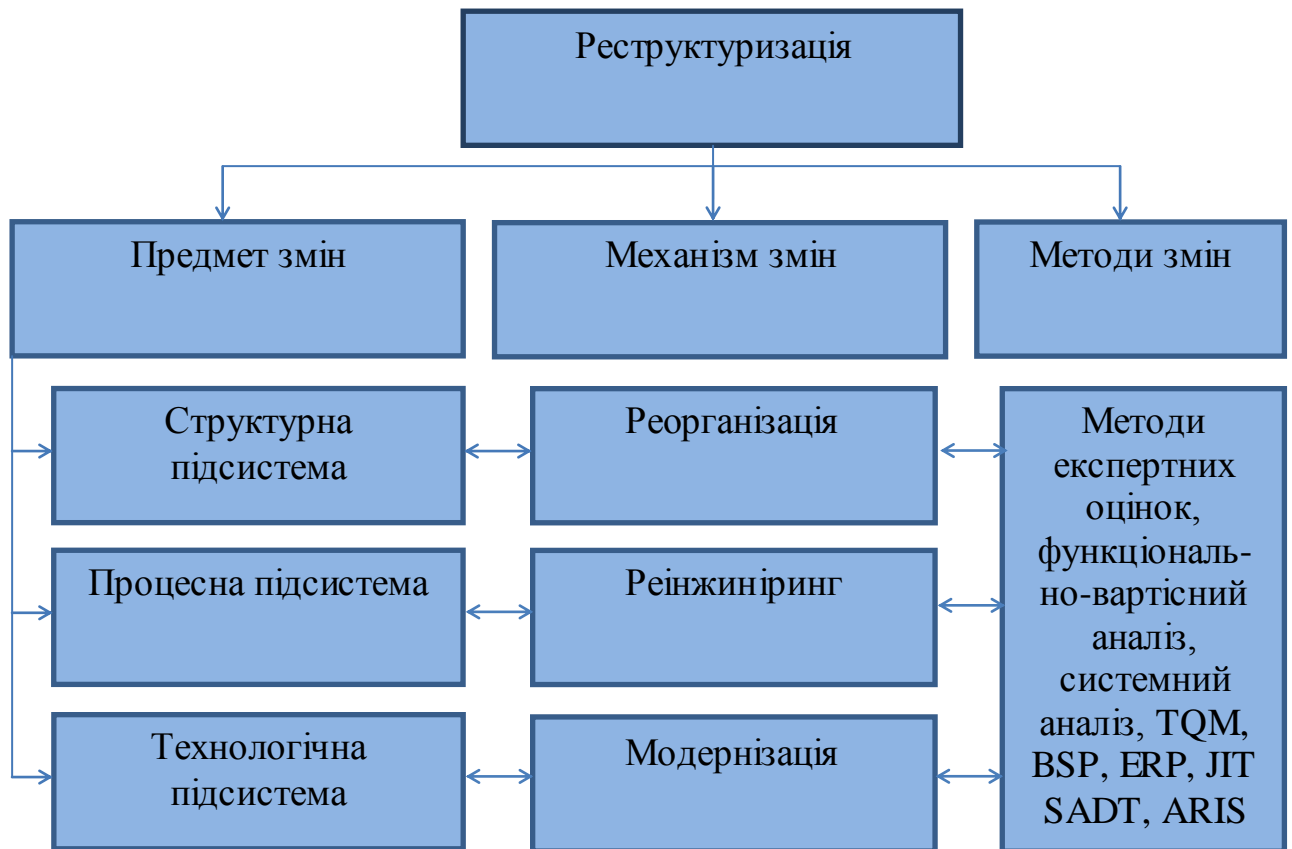 Реструктуризація
Предмет змін
Механізм змін
Методи змін
Структурна
підсистема
Реорганізація
Процесна підсистема
Реінжиніринг
Технологічна
підсистема
Модернізація
Методи
експертних
оцінок,
функціональ-
но-вартісний
аналіз,
системний
аналіз, TQM,
BSP, ERP, JIT
SADT, ARIS